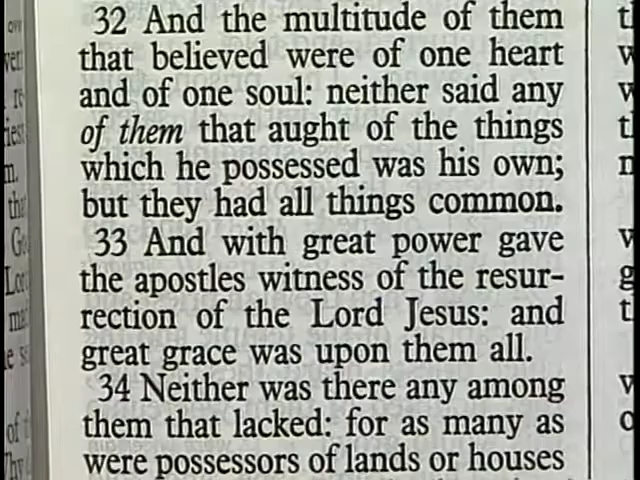 32 And the multitude of them
that believed were of one heart
and of one soul: neither said any
of them that aught of the things
which he possessed was his own;
but they had all things common.
33 And with great power gave
the apostles witness of the resur-
rection of the Lord Jesus: and
great grace was upon them all.
34 Neither was there any among
them that lacked: for as many as
were possessors of lands or houses